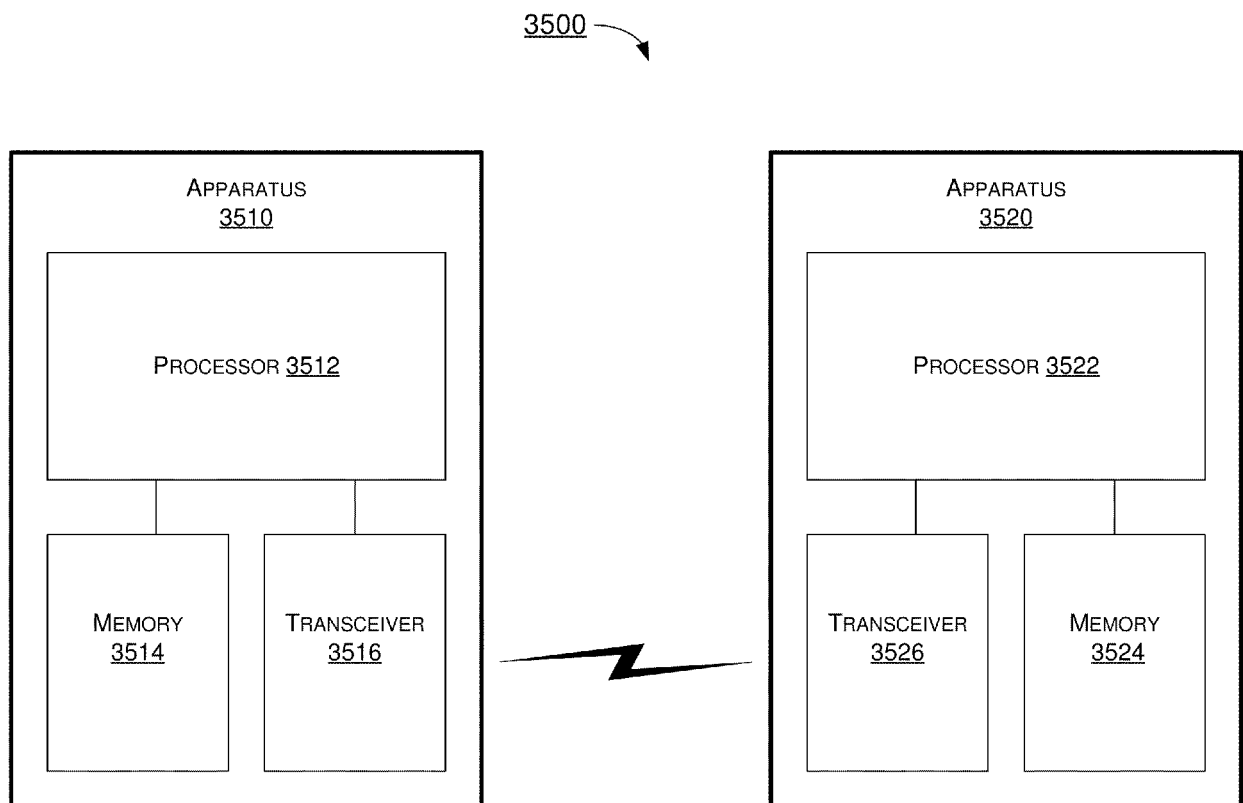 3500
APPARATUS
3510
PROCESSOR 3512
MEMORY
3514
TRANSCEIVER
3516
APPARATUS
3520
PROCESSOR 3522
TRANSCEIVER
3526
MEMORY
3524